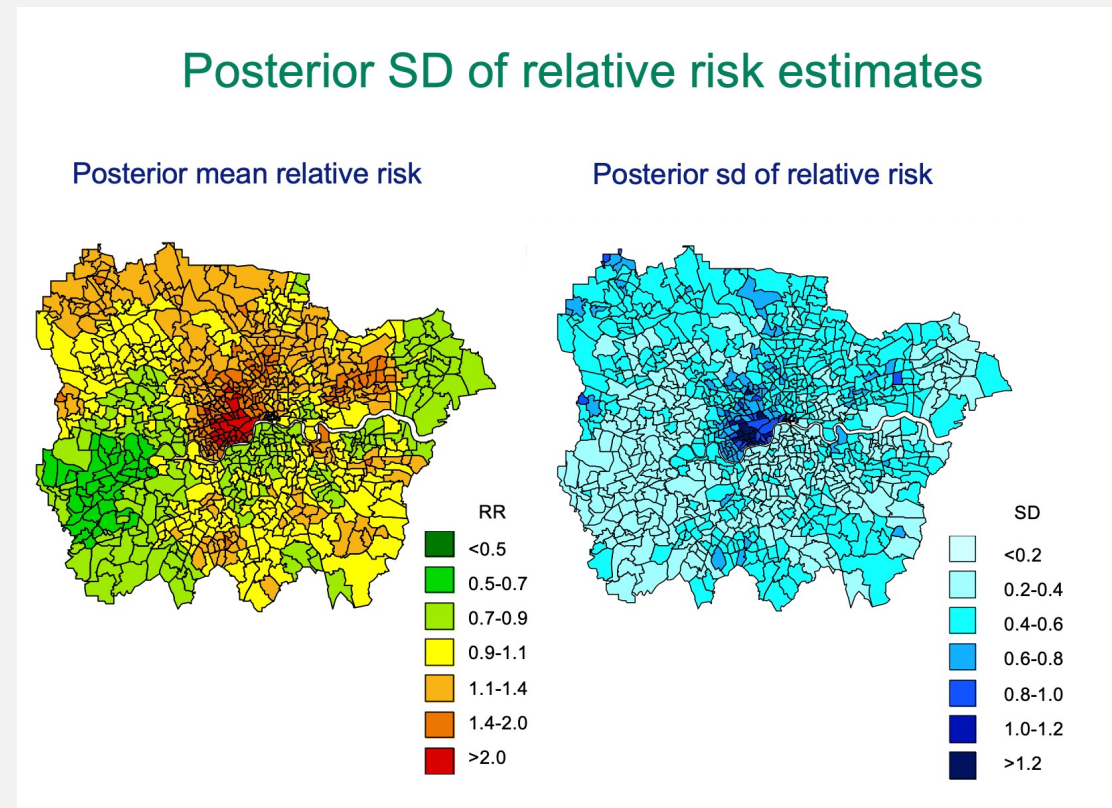 Posterior SD of relative risk estimates
Posterior mean relative risk
Posterior sd of relative risk
RR
<0.5
0.5-0.7
0.7-0.9
0.9-1.1
1.1-1.4
1.4-2.0
>2.0
SD
<0.2
0.2-0.4
0.4-0.6
0.6-0.8
0.8-1.0
1.0-1.2
>1.2